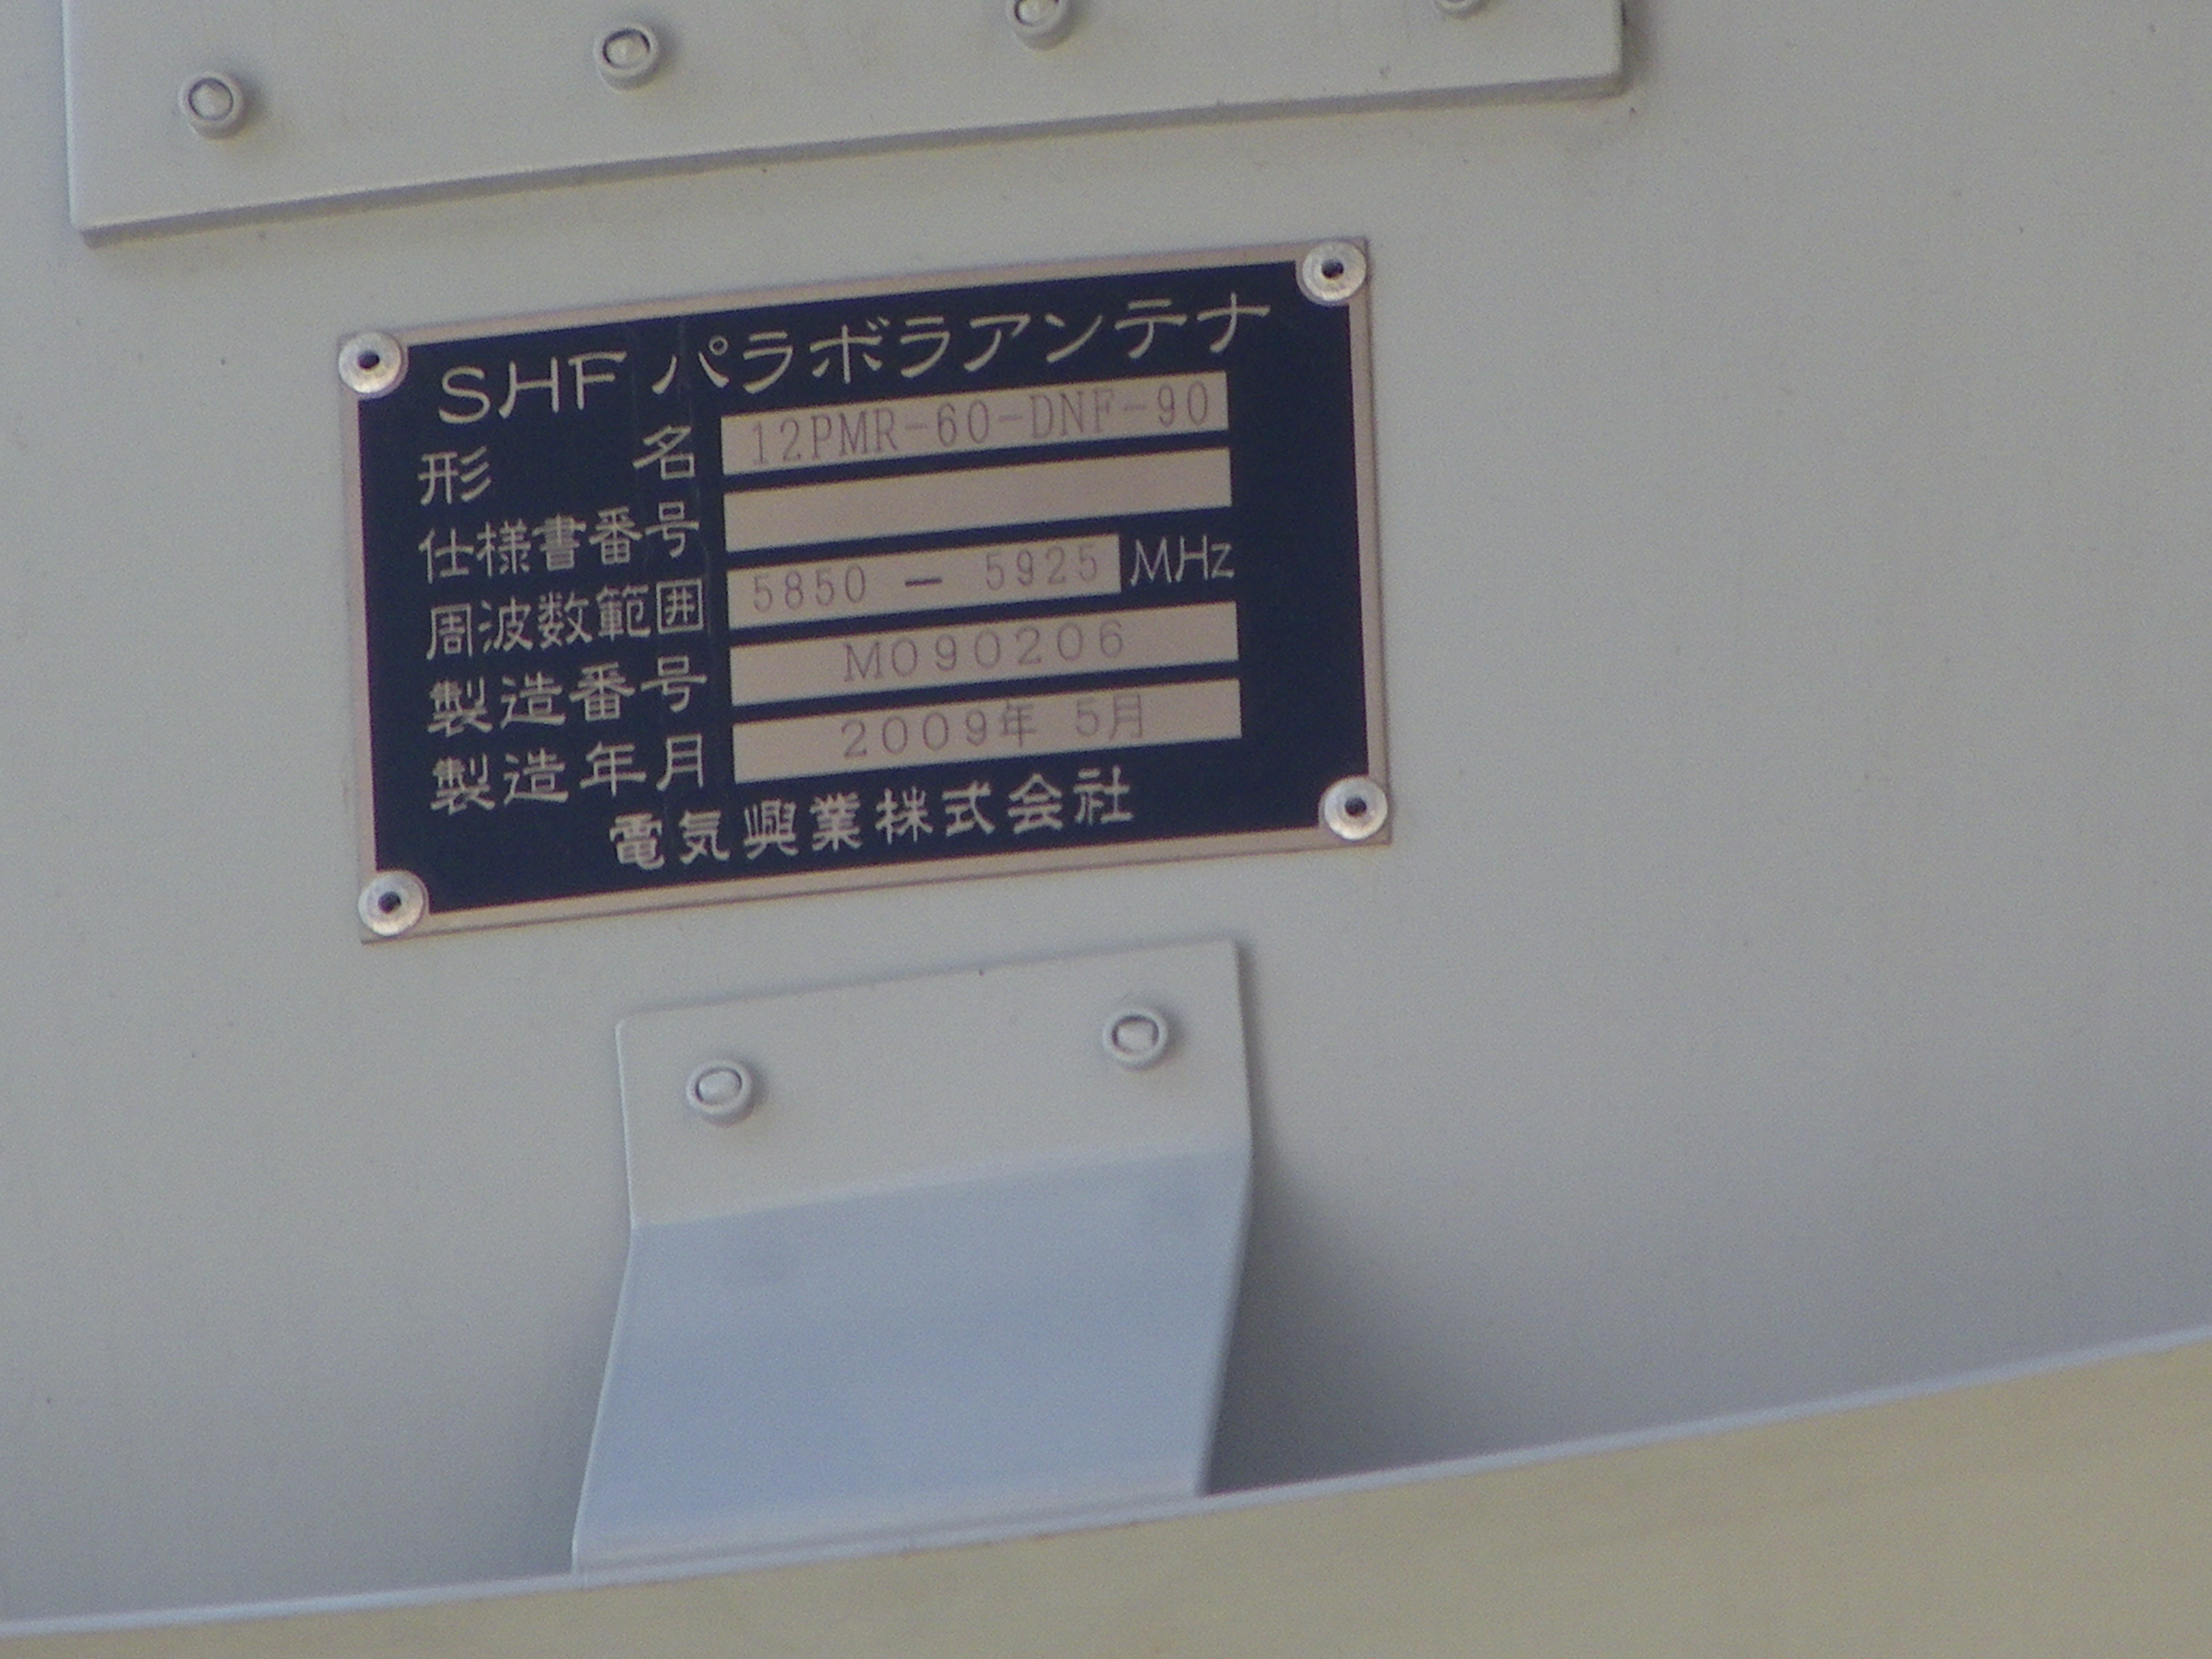 SHF パラボラアンテナ
形 名 12PMR-60-DNF-90
仕様書番号
周波数範囲 5850 ー 5925 MHz
製造番号 M090206
製造年月 2009年 5月
電気興業株式会社